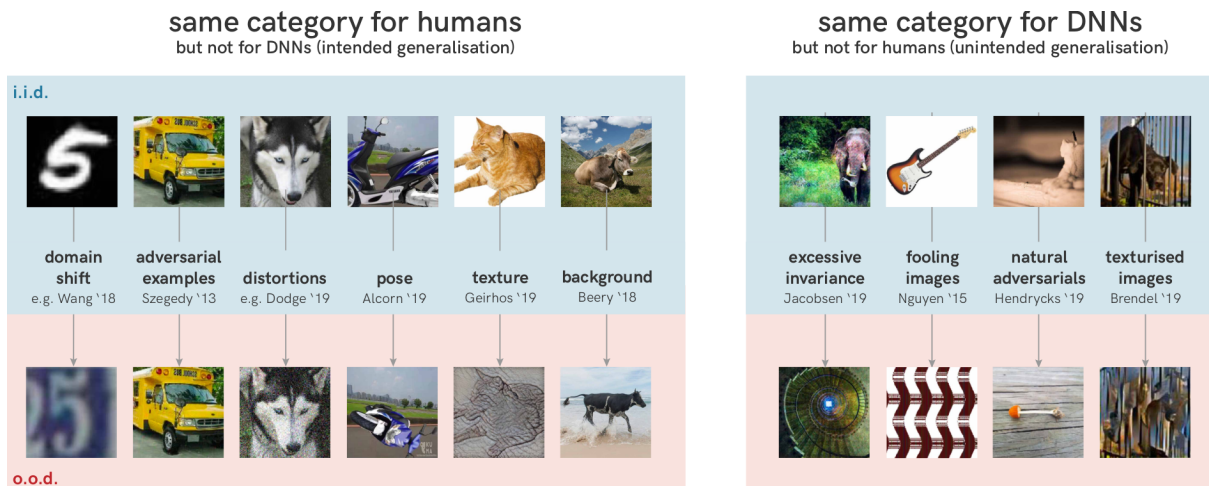 same category for humans
but not for DNNs (intended generalisation)
same category for DNNs
but not for humans (unintended generalisation)
i.i.d.
domain
shift
e.g. Wang ‘18
adversarial
examples
Szegedy ‘13
distortions
e.g. Dodge ‘19
pose
Alcorn ‘19
texture
Geirhos ‘19
background
Beery ‘18
excessive
invariance
Jacobsen ‘19
fooling
images
Nguyen ‘15
natural
adversarials
Hendrycks ‘19
texturised
images
Brendel ‘19
o.o.d.
5
25